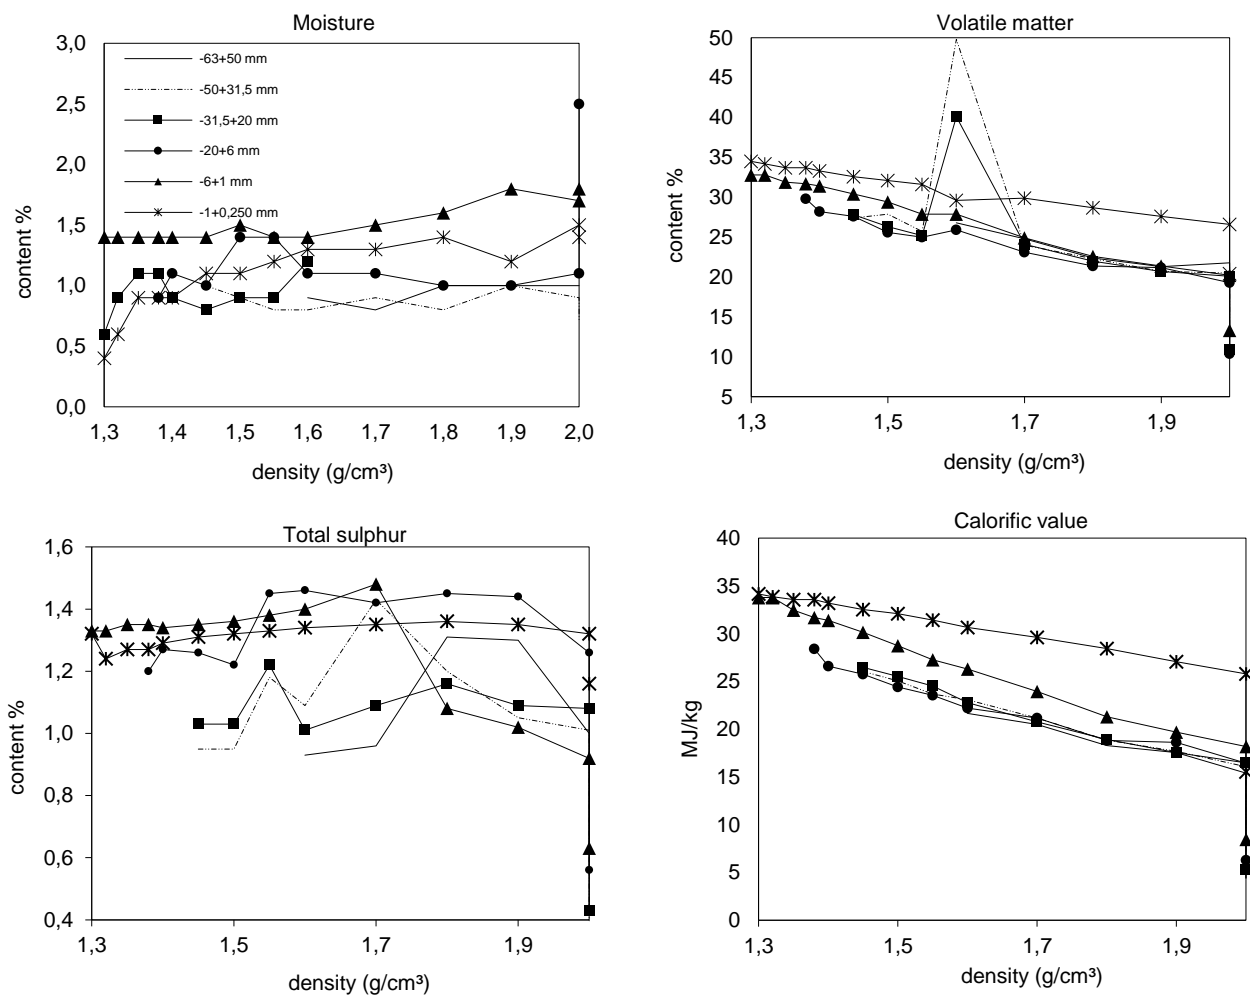 Moisture
3,0
2,5
2,0
1,5
1,0
0,5
0,0
content %
-63+50 mm
-50+31,5 mm
-31,5+20 mm
-20+6 mm
-6+1 mm
-1+0,250 mm
1,3 1,4 1,5 1,6 1,7 1,8 1,9 2,0
density (g/cm³)
Volatile matter
50
45
40
35
30
25
20
15
10
5
content %
1,3 1,5 1,7 1,9
density (g/cm³)
Total sulphur
1,6
1,4
1,2
1,0
0,8
0,6
0,4
content %
1,3 1,5 1,7 1,9
density (g/cm³)
Calorific value
40
35
30
25
20
15
10
5
0
MJ/kg
1,3 1,5 1,7 1,9
density (g/cm³)